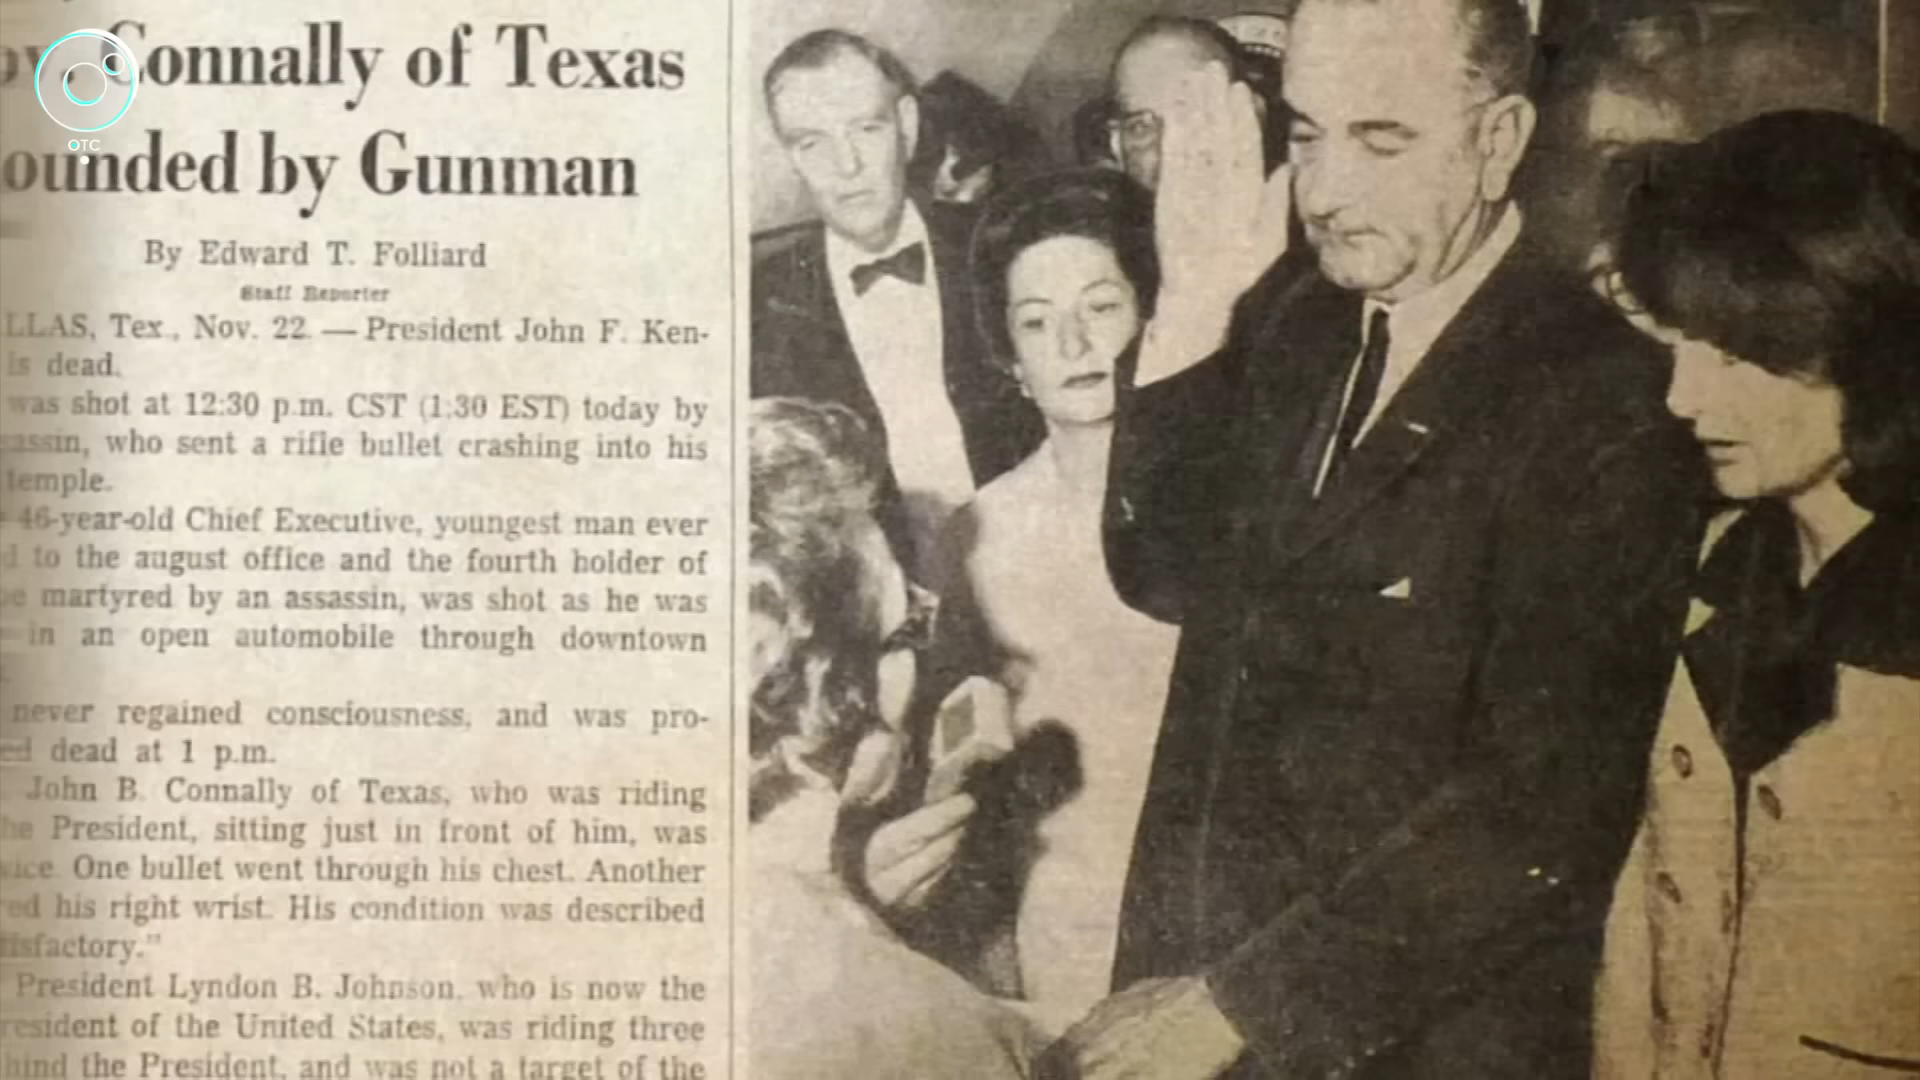 OTC
Connally of Texas
ounded by Gunman
By Edward T. Folliard
Staff Reporter
LLAS, Tex., Nov. 22 — President John F. Ken-
is dead.
was shot at 12:30 p.m. CST (1:30 EST) today by
sassin, who sent a rifle bullet crashing into his
temple.
46-year-old Chief Executive, youngest man ever
d to the august office and the fourth holder of
be martyred by an assassin, was shot as he was
in an open automobile through downtown
never regained consciousness, and was pro-
ed dead at 1 p.m.
John B. Connally of Texas, who was riding
he President, sitting just in front of him, was
ice. One bullet went through his chest. Another
ed his right wrist. His condition was described
tisfactory."
President Lyndon B. Johnson, who is now the
resident of the United States, was riding three
hind the President, and was not a target of the